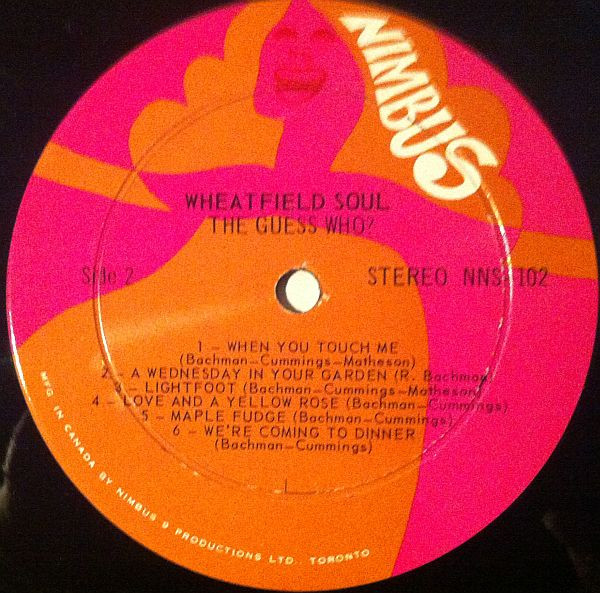 NIMBUS
WHEATFIELD SOUL
THE GUESS WHO?
Side 2
STEREO NNS-102
1 - WHEN YOU TOUCH ME
(Bachman-Cummings-Matheson)
2. - A WEDNESDAY IN YOUR GARDEN (R. Bachman
3 - LIGHTFOOT (Bachman-Cummings-Matheson)
4 - LOVE AND A YELLOW ROSE (Bachman-Cummings)
5 - MAPLE FUDGE (Bachman-Cummings)
6 - WE'RE COMING TO DINNER
(Bachman-Cummings)
MFG. IN CANADA BY NIMBUS 9 PRODUCTIONS LTD., TORONTO